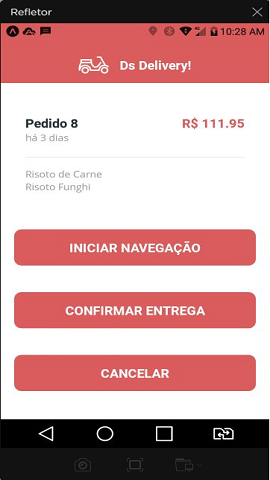 Refletor
10:28 AM
Ds Delivery!
Pedido 8
R$ 111.95
há 3 dias
Risoto de Carne
Risoto Funghi
INICIAR NAVEGAÇÃO
CONFIRMAR ENTREGA
CANCELAR